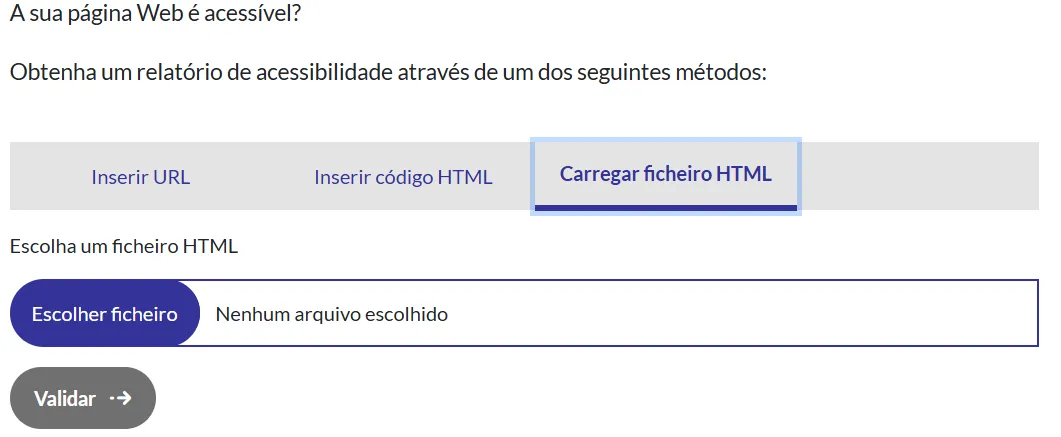 A sua página Web é acessível?
Obtenha um relatório de acessibilidade através de um dos seguintes métodos:
Inserir URL
Inserir código HTML
Carregar ficheiro HTML
Escolha um ficheiro HTML
Escolher ficheiro
Nenhum arquivo escolhido
Validar